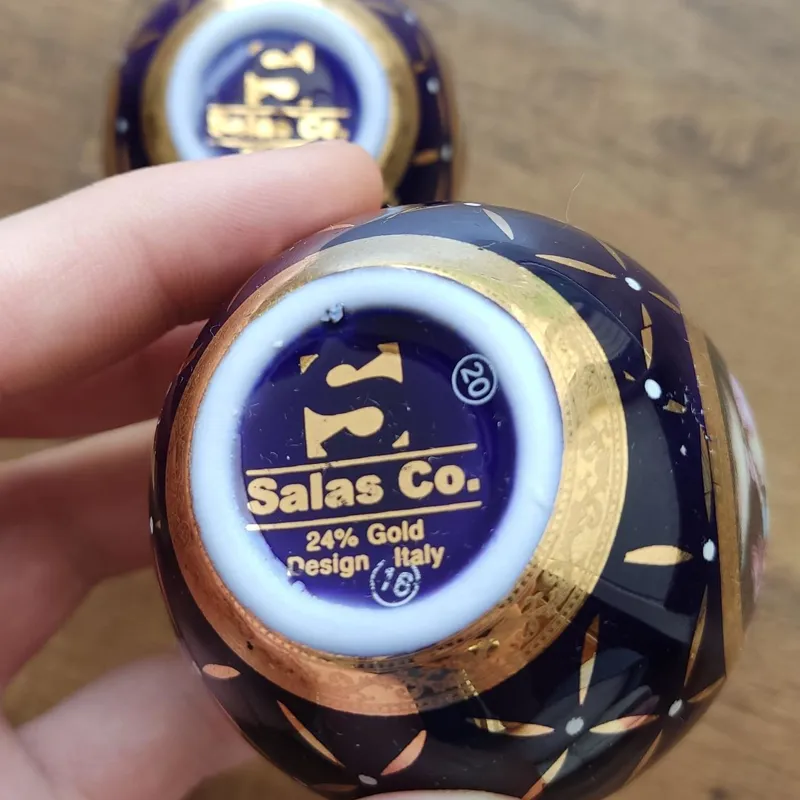 Salas Co.
20
Salas Co.
24% Gold
Design Italy
16